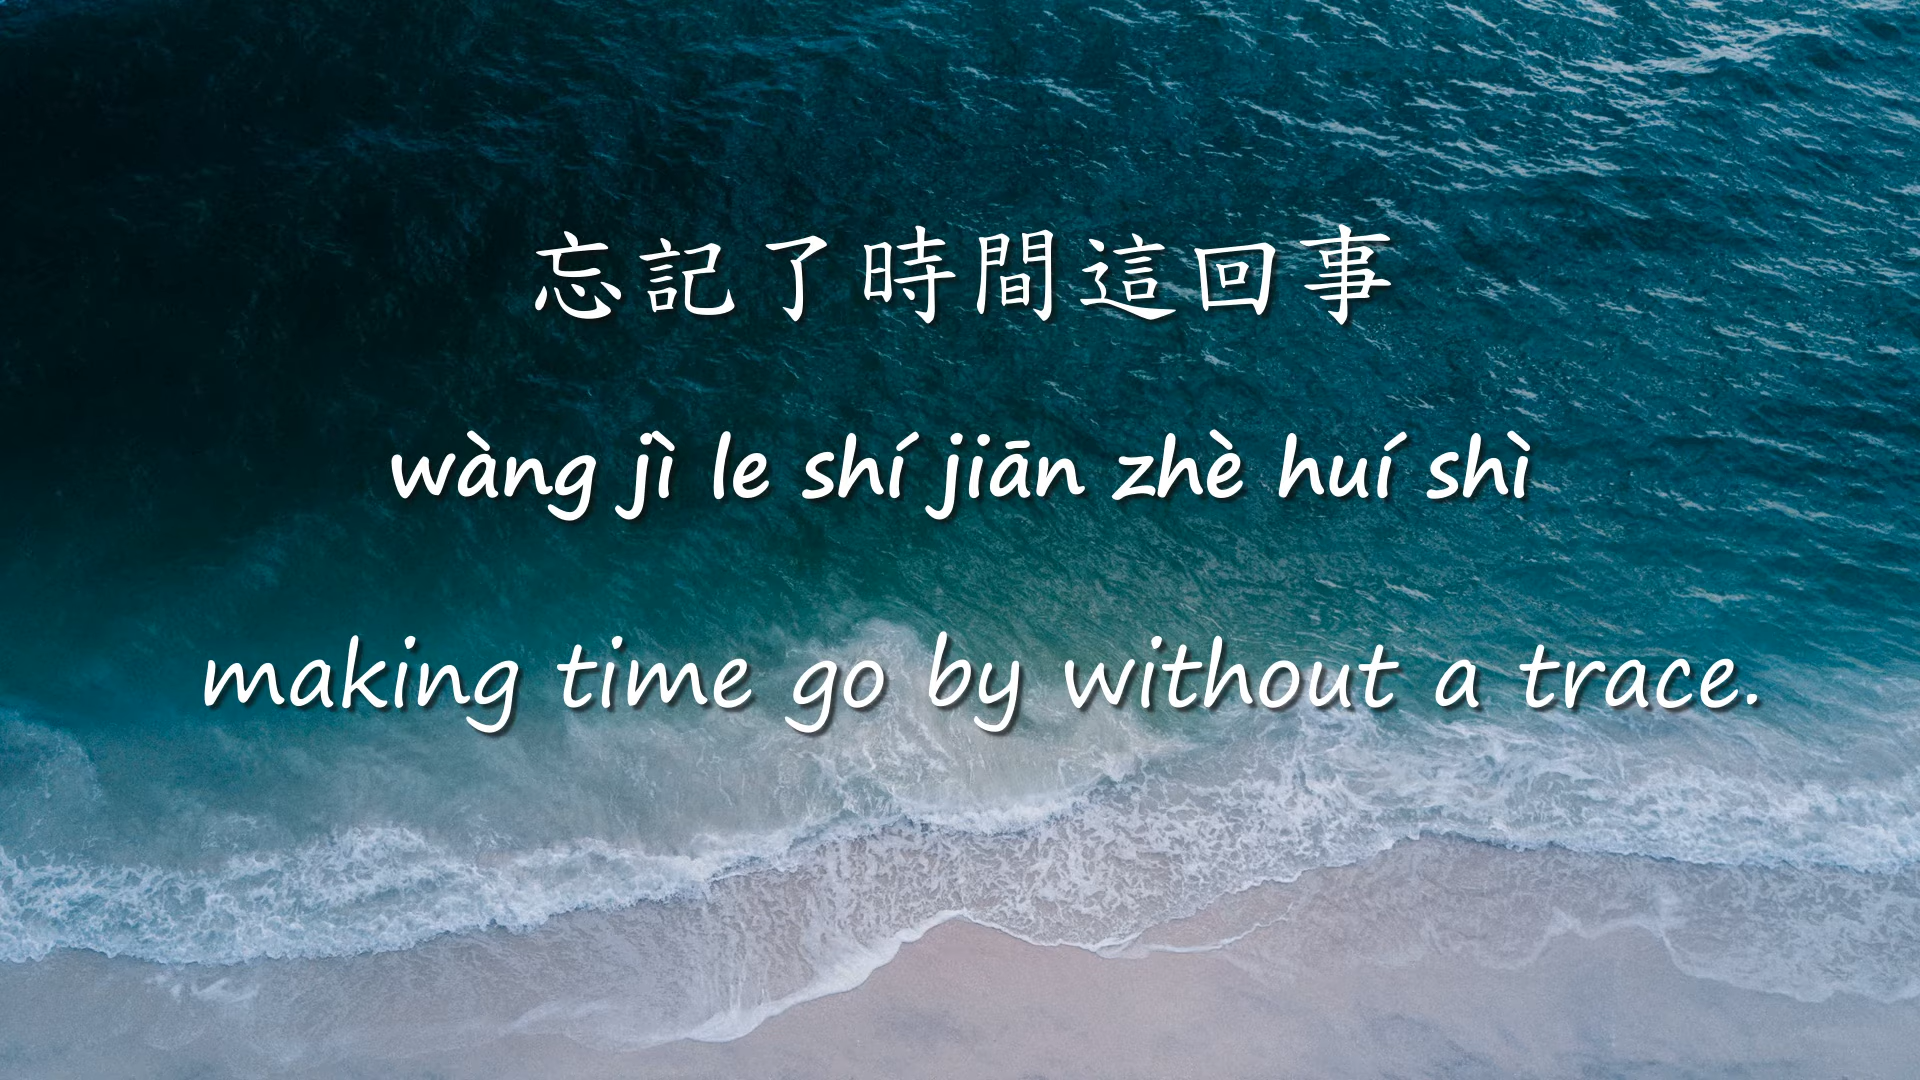 忘記了時間這回事
wàng jì le shí jiān zhè huí shì
making time go by without a trace.